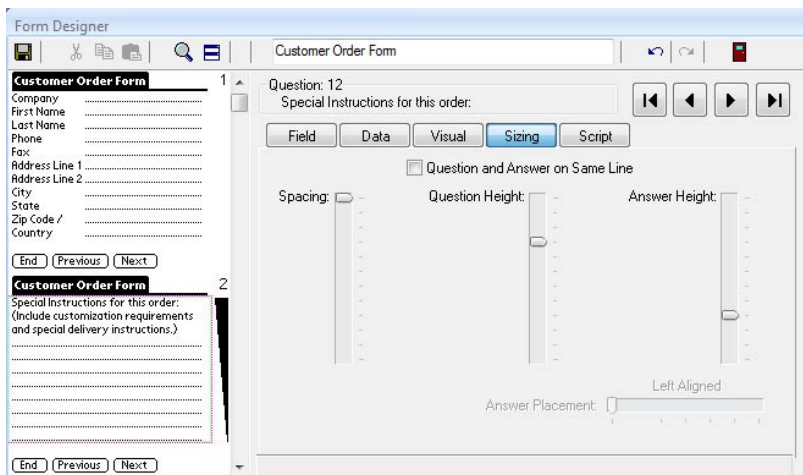 Form Designer
Customer Order Form
Customer Order Form 1
Company
First Name
Last Name
Phone
Fax
Address Line 1
Address Line 2
City
State
Zip Code /
Country
End Previous Next
Customer Order Form 2
Special Instructions for this order:
(Include customization requirements
and special delivery instructions.)
End Previous Next
Question: 12
Special Instructions for this order:
Field Data Visual Sizing Script
Question and Answer on Same Line
Spacing: Question Height: Answer Height:
Left Aligned
Answer Placement: